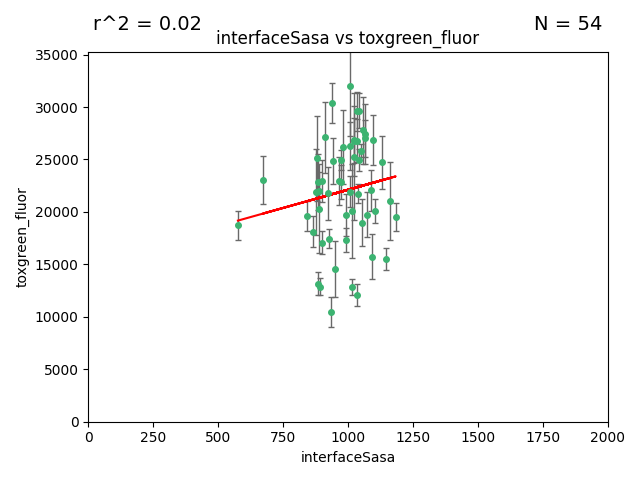 r^2 = 0.02
N = 54
interfaceSasa vs toxgreen_fluor
35000
30000
25000
20000
15000
10000
5000
0
toxgreen_fluor
0 250 500 750 1000 1250 1500 1750 2000
interfaceSasa